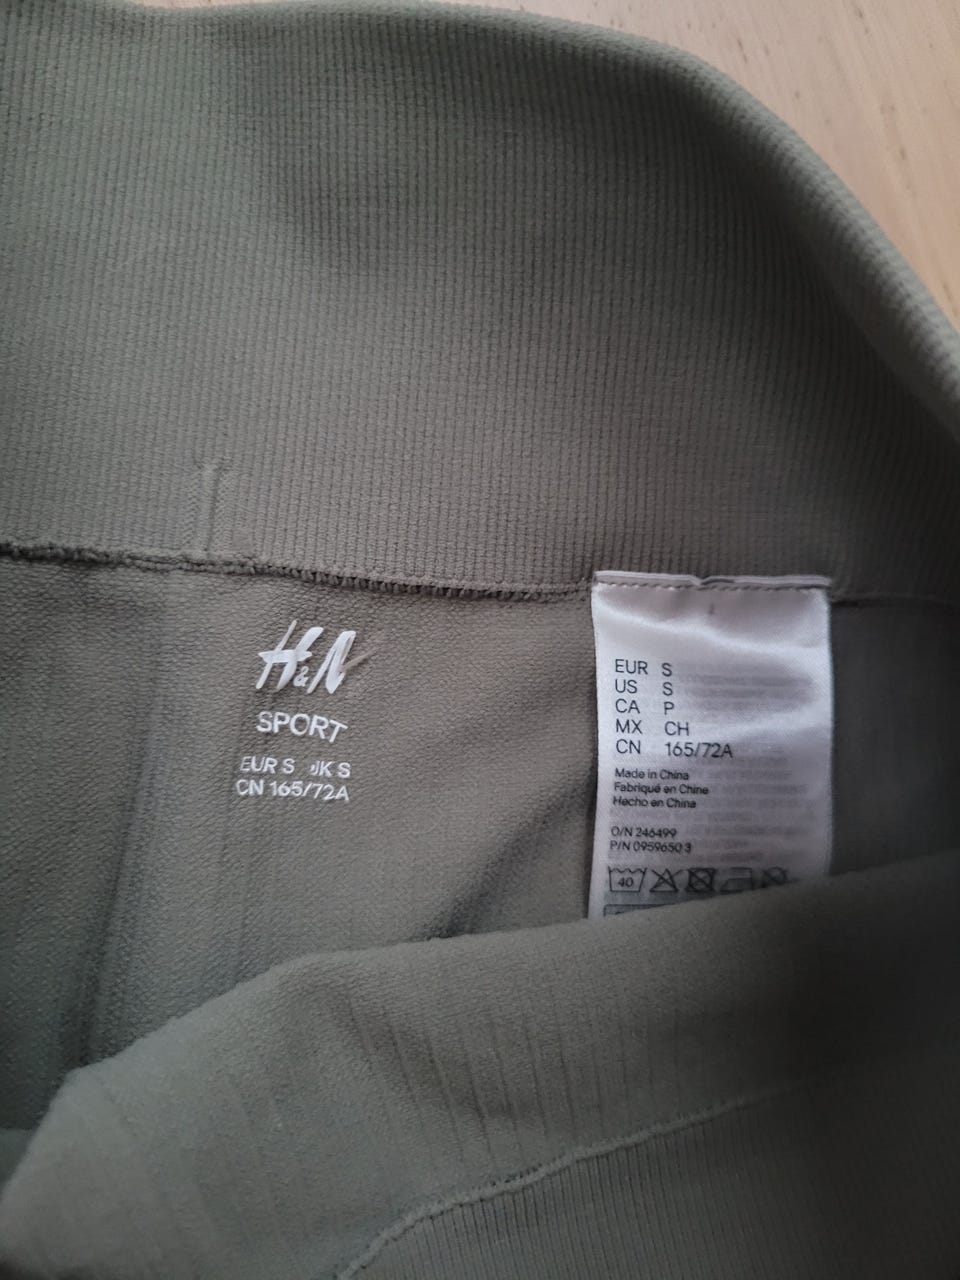 H&M
SPORT
EUR S UK S
CN 165/72A
EUR S
US S
CA P
MX CH
CN 165/72A
Made in China
Fabriqué en Chine
Hecho en China
O/N 246499
P/N 0959650 3
40